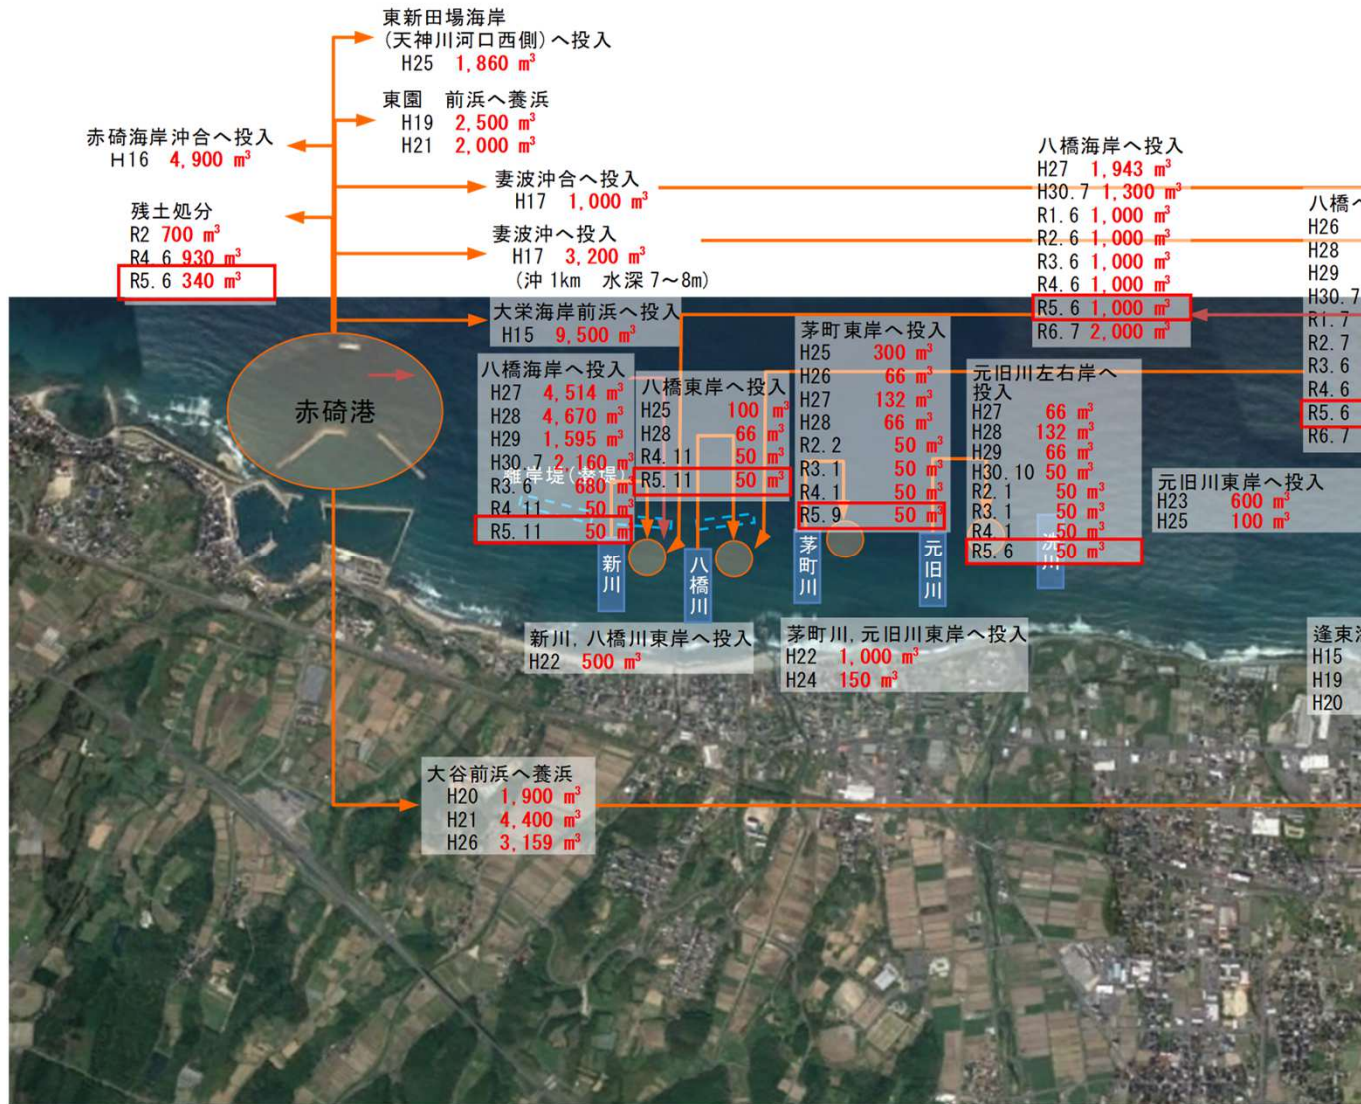 東新田場海岸
(天神川河口西側)へ投入
H25 1,860 m³
東園 前浜へ養浜
H19 2,500 m³
H21 2,000 m³
赤碕海岸沖合へ投入
H16 4,900 m³
妻波沖合へ投入
H17 1,000 m³
残土処分
R2 700 m³
R4.6 930 m³
R5.6 340 m³
妻波沖へ投入
H17 3,200 m³
(沖1km 水深7～8m)
八橋海岸へ投入
H27 1,943 m³
H30.7 1,300 m³
R1.6 1,000 m³
R2.6 1,000 m³
R3.6 1,000 m³
R4.6 1,000 m³
R5.6 1,000 m³
R6.7 2,000 m³
八橋へ
H26
H28
H29
H30.7
R1.7
R2.7
R3.6
R4.6
R5.6
R6.7
大栄海岸前浜へ投入
H15 9,500 m³
赤碕港
八橋海岸へ投入
H27 4,514 m³
H28 4,670 m³
H29 1,595 m³
H30.7 2,160 m³
R3.6 680 m³
R4.11 50 m³
R5.11 50 m³
八橋東岸へ投入
H25 100 m³
H28 66 m³
R4.11 50 m³
R5.11 50 m³
茅町東岸へ投入
H25 300 m³
H26 66 m³
H27 132 m³
H28 66 m³
R2.2 50 m³
R3.1 50 m³
R4.1 50 m³
R5.9 50 m³
元旧川左右岸へ
投入
H27 66 m³
H28 132 m³
H29 66 m³
H30.10 50 m³
R2.1 50 m³
R3.1 50 m³
R4.1 50 m³
R5.6 50 m³
元旧川東岸へ投入
H23 600 m³
H25 100 m³
新川
八橋川
茅町川
元旧川
洗川
新川,八橋川東岸へ投入
H22 500 m³
茅町川,元旧川東岸へ投入
H22 1,000 m³
H24 150 m³
逢東
H15
H19
H20
大谷前浜へ養浜
H20 1,900 m³
H21 4,400 m³
H26 3,159 m³